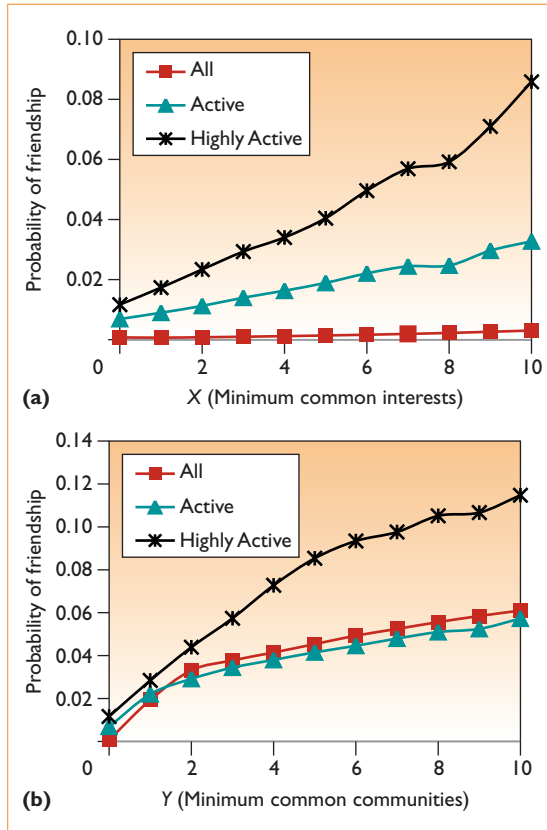 0.10
All
Active
Highly Active
0.08
0.06
0.04
0.02
Probability of friendship
0 2 4 6 8 10
(a) X (Minimum common interests)
0.14
All
Active
Highly Active
0.12
0.10
0.08
0.06
0.04
0.02
Probability of friendship
0 2 4 6 8 10
(b) Y (Minimum common communities)